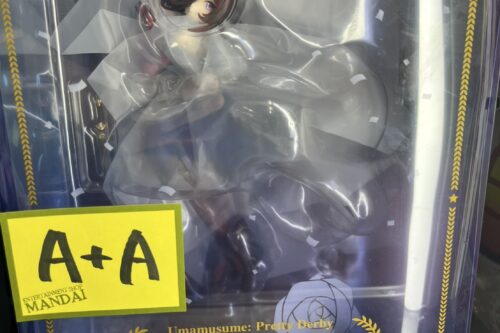 A+A
ENTERTAINMENT SHOP
MANDAI
Umamusume: Pretty Derby